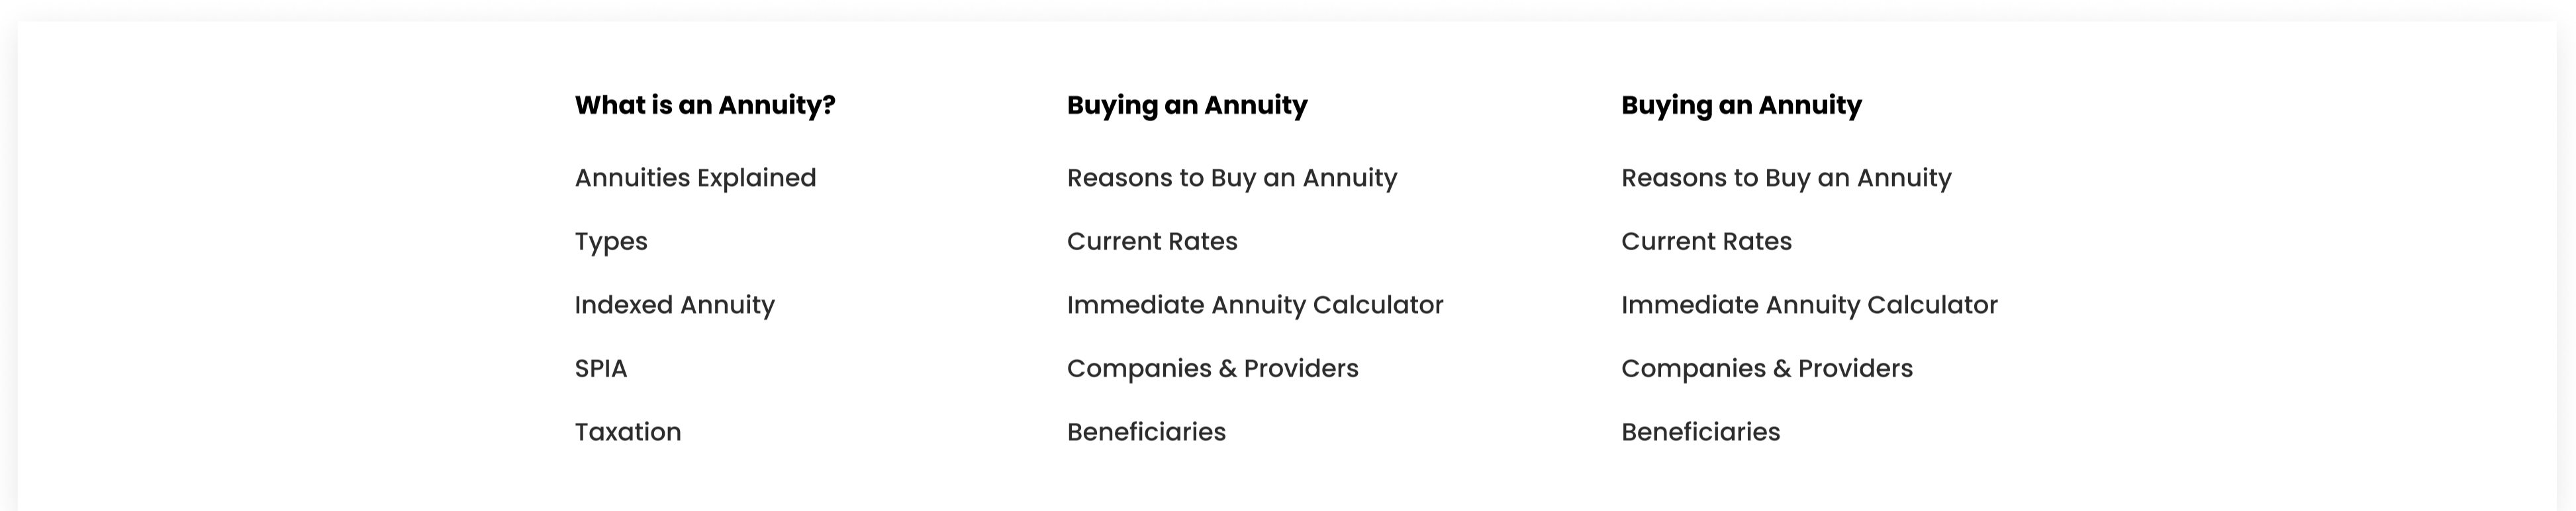 What is an Annuity?
Annuities Explained
Types
Indexed Annuity
SPIA
Taxation
Buying an Annuity
Reasons to Buy an Annuity
Current Rates
Immediate Annuity Calculator
Companies & Providers
Beneficiaries
Buying an Annuity
Reasons to Buy an Annuity
Current Rates
Immediate Annuity Calculator
Companies & Providers
Beneficiaries